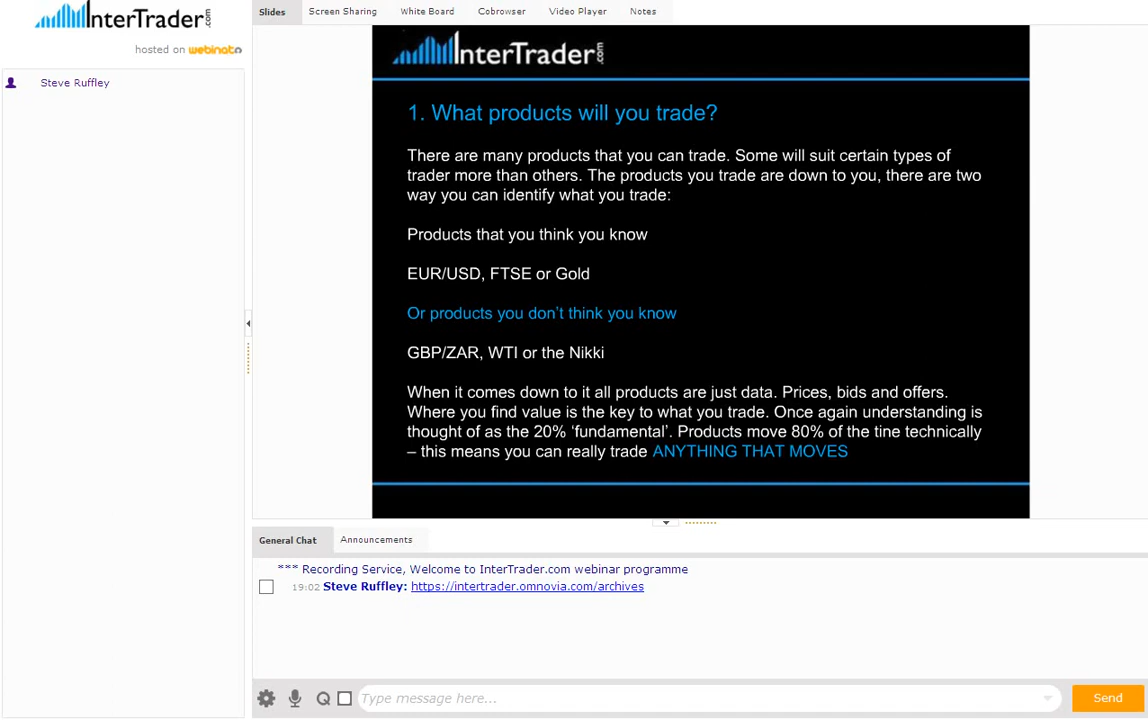 InterTrader.com
hosted on webinato
Steve Ruffley
Slides Screen Sharing White Board Cobrowser Video Player Notes
InterTrader.com
1. What products will you trade?
There are many products that you can trade. Some will suit certain types of
trader more than others. The products you trade are down to you, there are two
way you can identify what you trade:
Products that you think you know
EUR/USD, FTSE or Gold
Or products you don't think you know
GBP/ZAR, WTI or the Nikki
When it comes down to it all products are just data. Prices, bids and offers.
Where you find value is the key to what you trade. Once again understanding is
thought of as the 20% ‘fundamental’. Products move 80% of the tine technically
– this means you can really trade ANYTHING THAT MOVES
General Chat Announcements
*** Recording Service, Welcome to InterTrader.com webinar programme
19:02 Steve Ruffley: https://intertrader.omnovia.com/archives
Q Type message here... Send